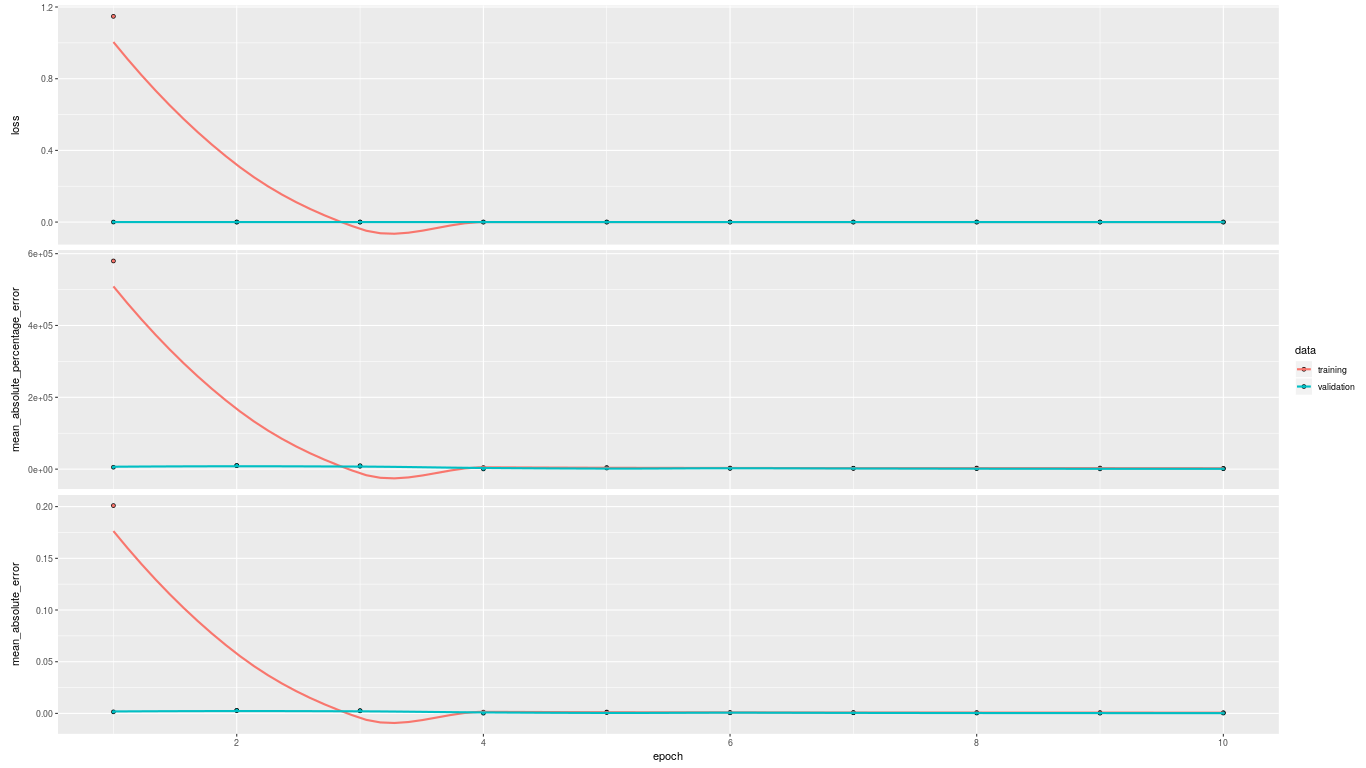 1.2
0.8
0.4
0.0
loss
6e+05
4e+05
2e+05
0e+00
mean_absolute_percentage_error
0.20
0.15
0.10
0.05
0.00
mean_absolute_error
2
4
6
8
10
epoch
data
training
validation